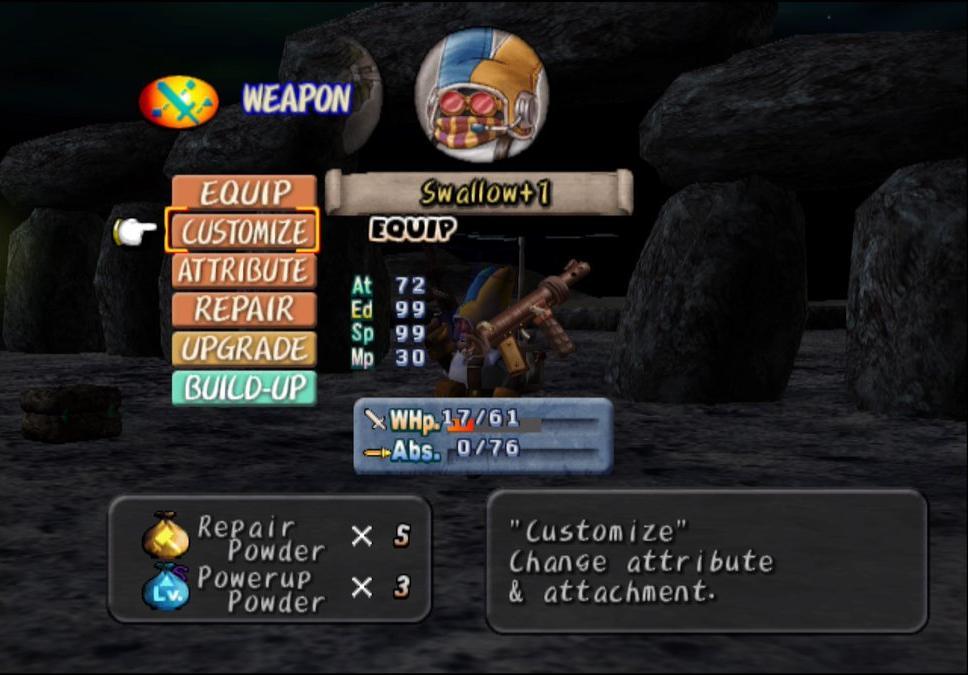 WEAPON
EQUIP
CUSTOMIZE
ATTRIBUTE
REPAIR
UPGRADE
BUILD-UP
Swallow+1
EQUIP
At 72
Ed 99
Sp 99
Mp 30
WHp. 17/61
Abs. 0/76
Repair
Powder × 5
Lv.
Powerup
Powder × 3
"Customize"
Change attribute
& attachment.